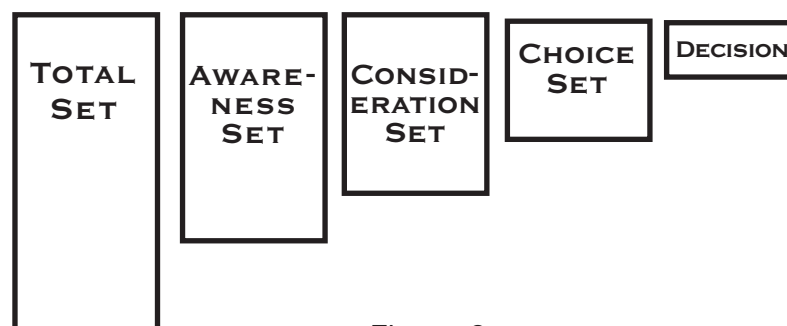 Total
Set
Aware-
ness
Set
Consid-
eration
Set
Choice
Set
Decision